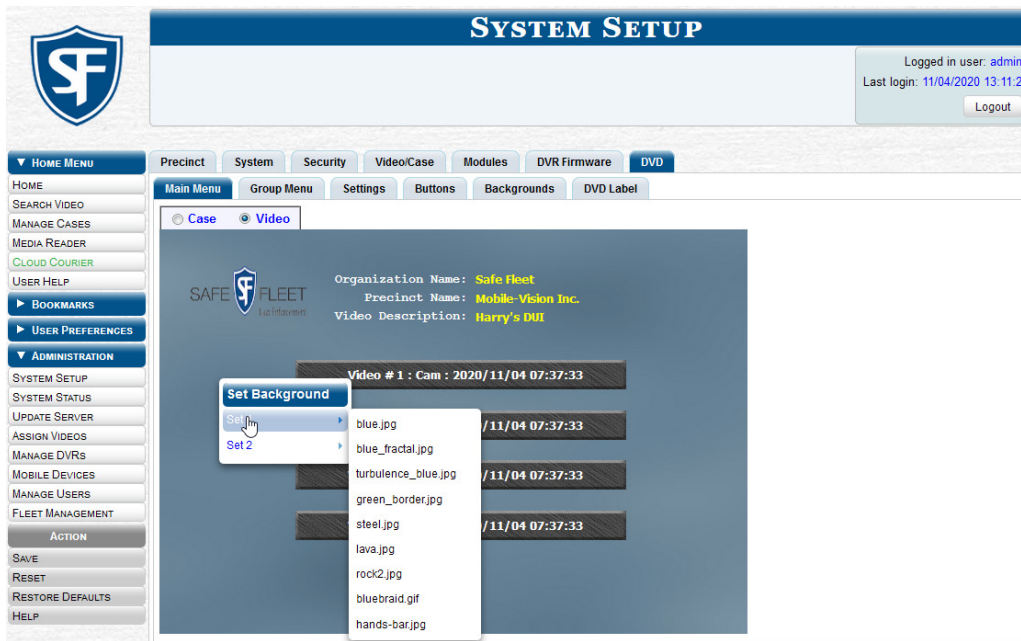 SYSTEM SETUP
SF
Logged in user: admin
Last login: 11/04/2020 13:11:2
Logout
▼ HOME MENU
HOME
SEARCH VIDEO
MANAGE CASES
MEDIA READER
CLOUD COURIER
USER HELP
► BOOKMARKS
► USER PREFERENCES
▼ ADMINISTRATION
SYSTEM SETUP
SYSTEM STATUS
UPDATE SERVER
ASSIGN VIDEOS
MANAGE DVRS
MOBILE DEVICES
MANAGE USERS
FLEET MANAGEMENT
ACTION
SAVE
RESET
RESTORE DEFAULTS
HELP
Precinct System Security Video/Case Modules DVR Firmware DVD
Main Menu Group Menu Settings Buttons Backgrounds DVD Label
Case Video
SAFE SF FLEET
Organization Name: Safe Fleet
Precinct Name: Mobile-Vision Inc.
Video Description: Harry's DUI
Video # 1 : Cam : 2020/11/04 07:37:33
/11/04 07:37:33
/11/04 07:37:33
/11/04 07:37:33
Set Background
Set
Set 2
blue.jpg
blue_fractal.jpg
turbulence_blue.jpg
green_border.jpg
steel.jpg
lava.jpg
rock2.jpg
bluebraid.gif
hands-bar.jpg